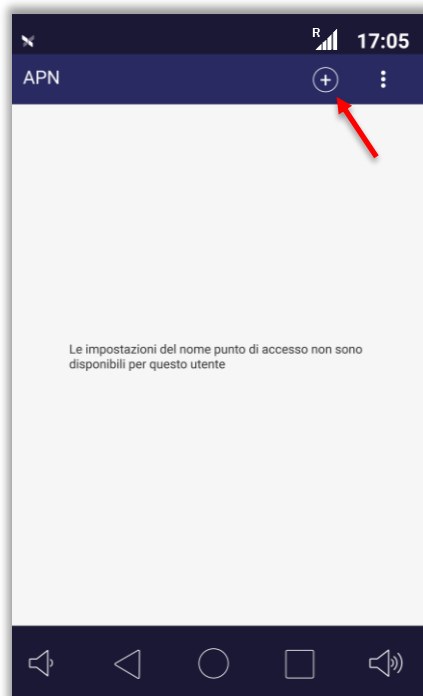 R
17:05
APN
Le impostazioni del nome punto di accesso non sono
disponibili per questo utente